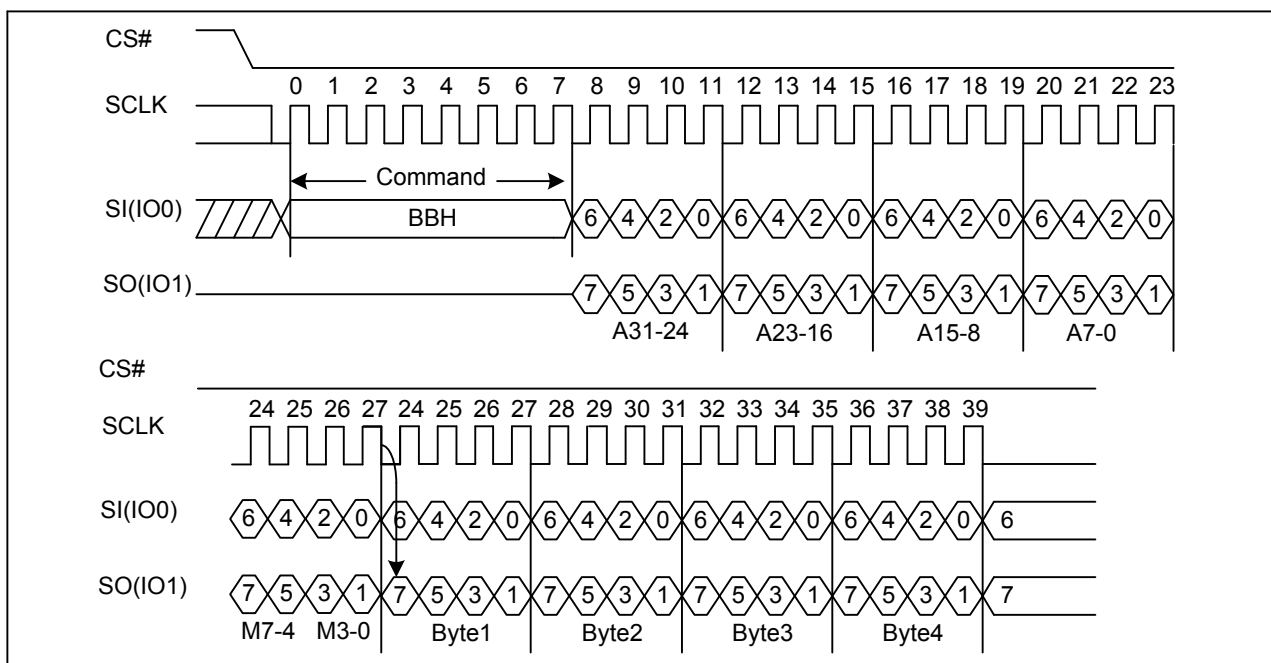 CS#
0 1 2 3 4 5 6 7 8 9 10 11 12 13 14 15 16 17 18 19 20 21 22 23
SCLK
Command
SI(IO0) BBH 6 4 2 0 6 4 2 0 6 4 2 0 6 4 2 0
SO(IO1) 7 5 3 1 7 5 3 1 7 5 3 1 7 5 3 1
A31-24 A23-16 A15-8 A7-0
CS#
24 25 26 27 24 25 26 27 28 29 30 31 32 33 34 35 36 37 38 39
SCLK
SI(IO0) 6 4 2 0 6 4 2 0 6 4 2 0 6 4 2 0 6 4 2 0 6
SO(IO1) 7 5 3 1 7 5 3 1 7 5 3 1 7 5 3 1 7 5 3 1 7
M7-4 M3-0 Byte1 Byte2 Byte3 Byte4